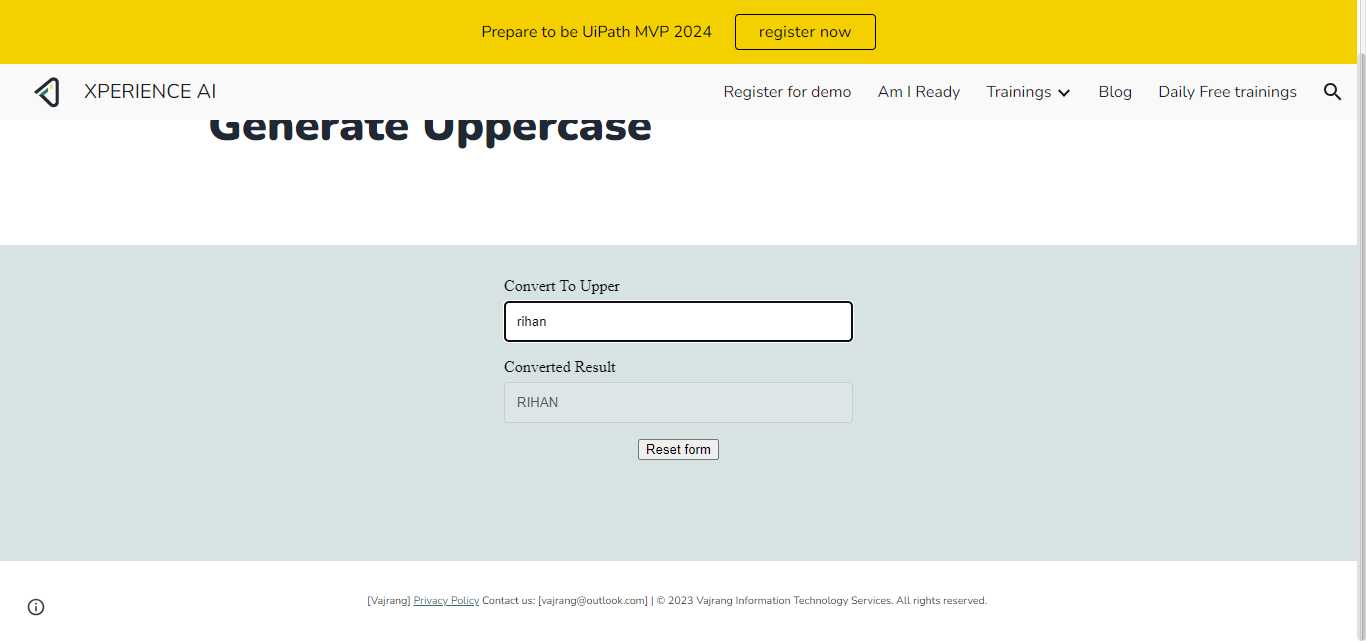 Prepare to be UiPath MVP 2024 register now
XPERIENCE AI Register for demo Am I Ready Trainings Blog Daily Free trainings
Generate Uppercase
Convert To Upper
rihan
Converted Result
RIHAN
Reset form
[Vajrang] Privacy Policy Contact us: [vajrang@outlook.com] | © 2023 Vajrang Information Technology Services. All rights reserved.